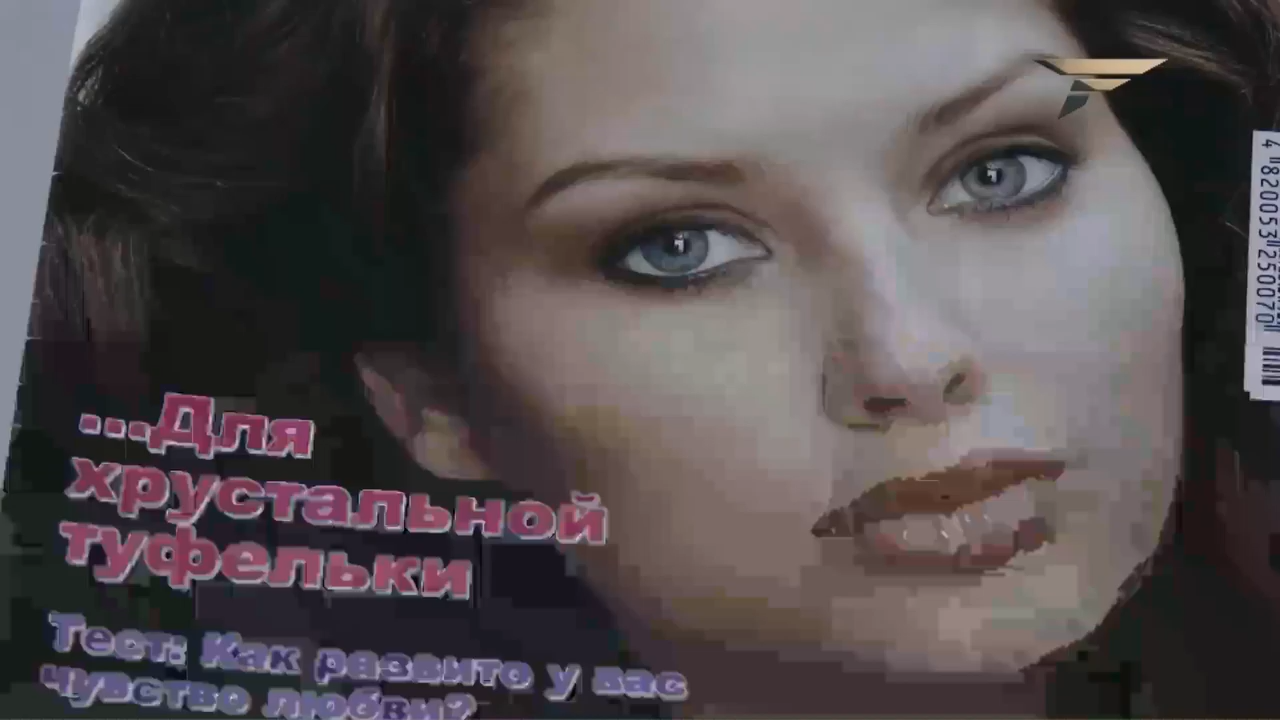 ...Для
хрустальной
туфельки
Тест: Как развито у вас
чувство любви?
4 820053 250070